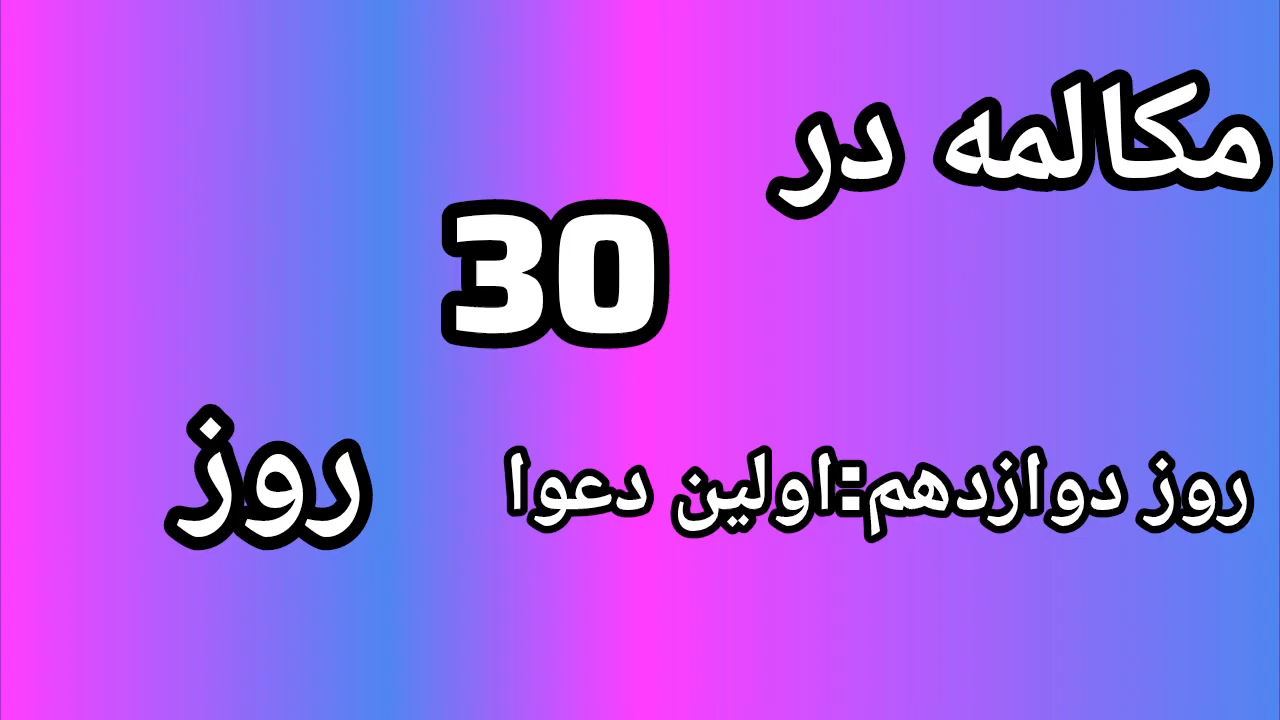 مکالمه در
30
روز
روز دوازدهم:اولین دعوا